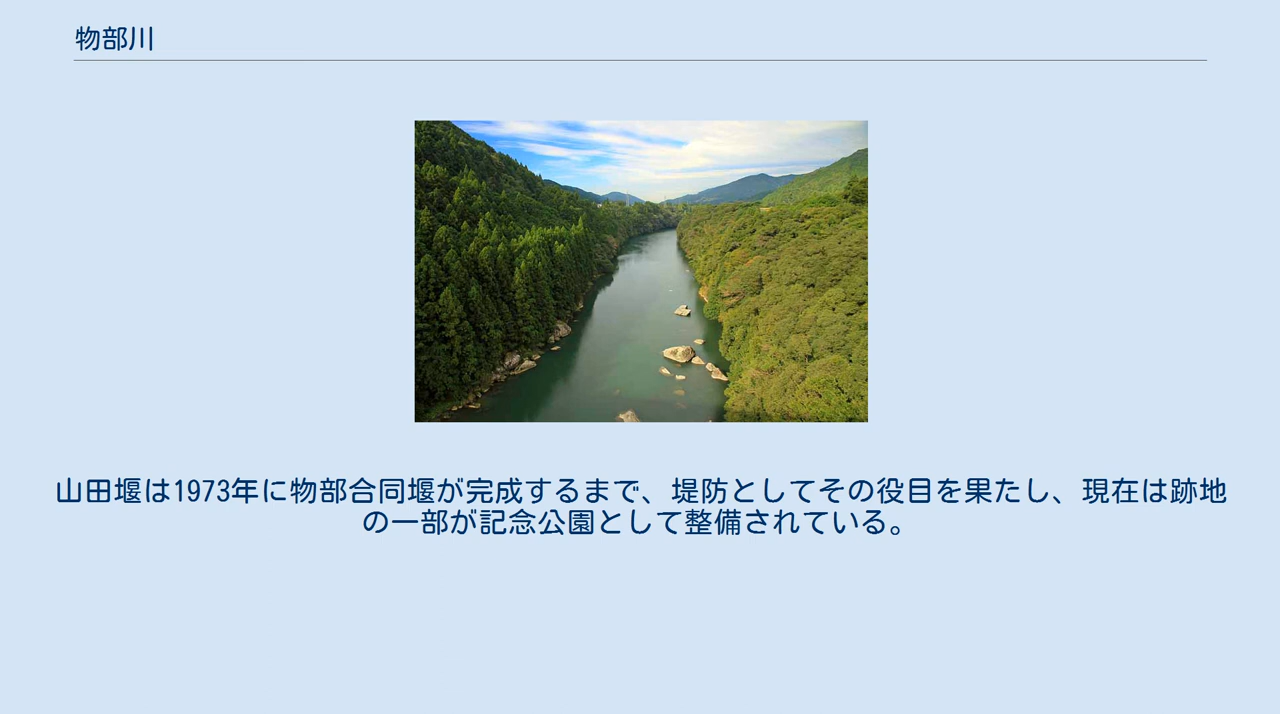 物部川
山田堰は1973年に物部合同堰が完成するまで、堤防としてその役目を果たし、現在は跡地
の一部が記念公園として整備されている。